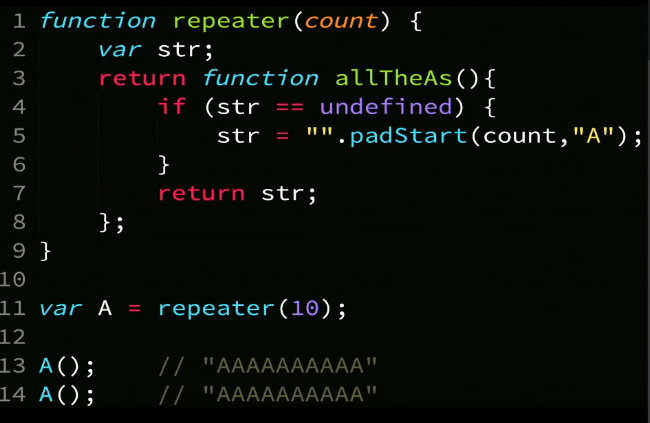 1 function repeater(count) {
2     var str;
3     return function allTheAs(){
4         if (str == undefined) {
5             str = "".padStart(count,"A");
6         }
7         return str;
8     };
9 }
10
11 var A = repeater(10);
12
13 A();    // "AAAAAAAAAA"
14 A();    // "AAAAAAAAAA"